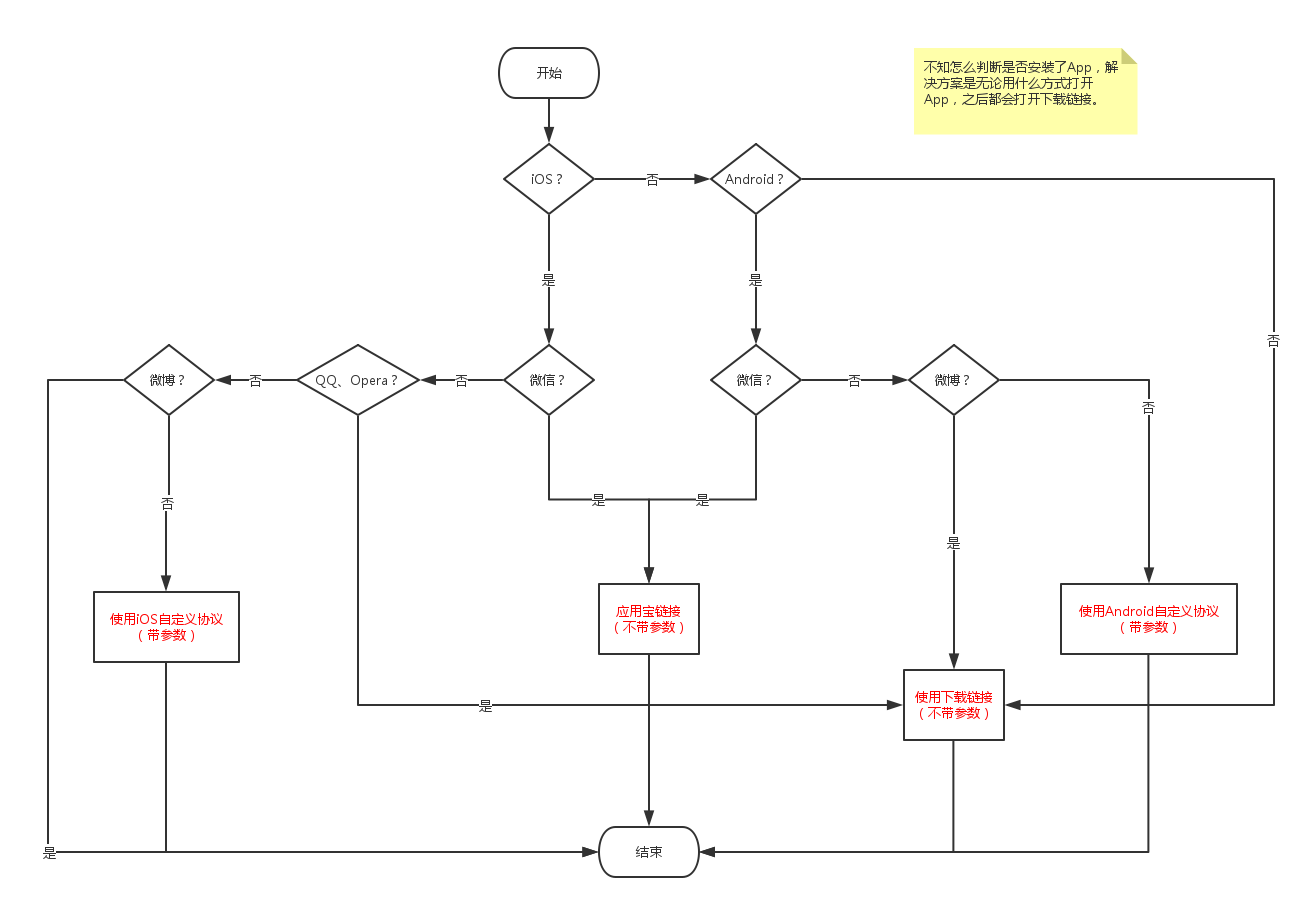 开始
不知怎么判断是否安装了App，解
决方案是无论用什么方式打开
App，之后都会打开下载链接。
iOS？
否
Android？
是
是
否
微博？
否
QQ、Opera？
否
微信？
微信？
否
微博？
否
否
是
是
是
使用iOS自定义协议
（带参数）
应用宝链接
（不带参数）
使用Android自定义协议
（带参数）
是
使用下载链接
（不带参数）
是
结束